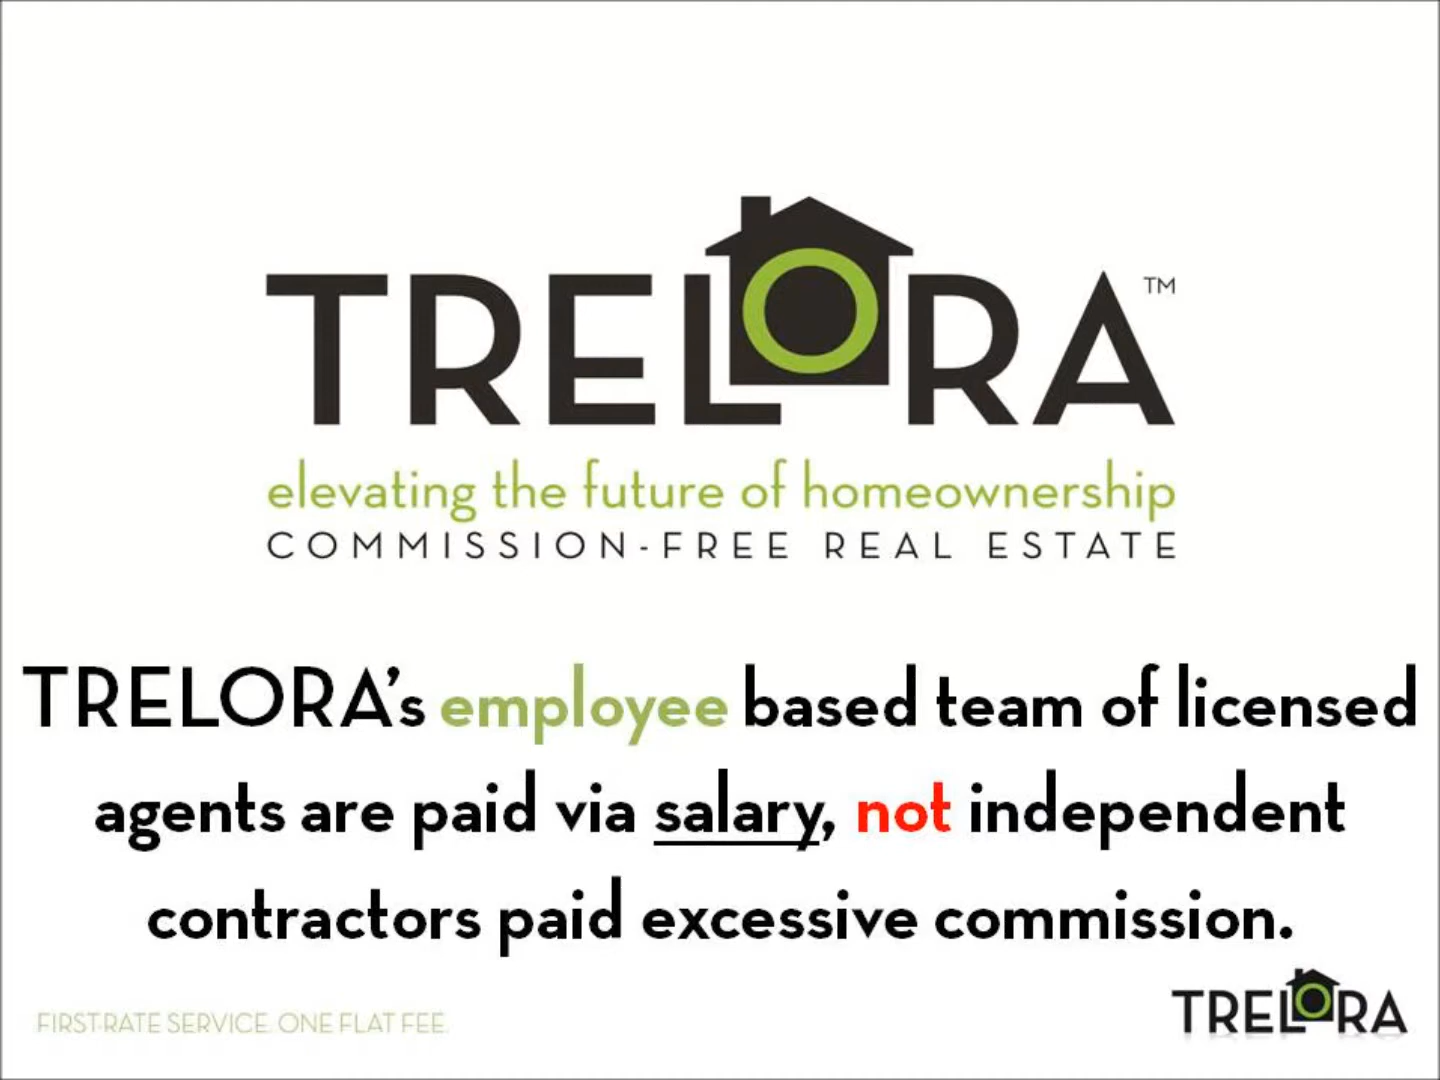 TRELORA™
elevating the future of homeownership
COMMISSION-FREE REAL ESTATE
TRELORA's employee based team of licensed
agents are paid via salary, not independent
contractors paid excessive commission.
FIRST-RATE SERVICE. ONE FLAT FEE.
TRELORA